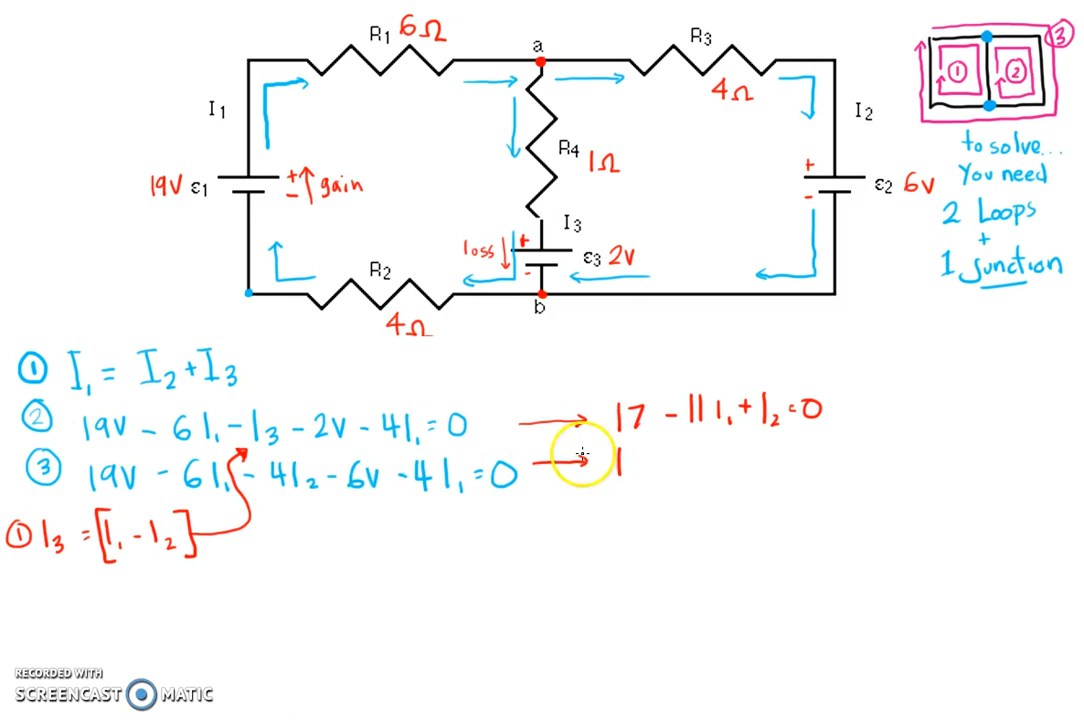 R₁ 6Ω
R₃
4Ω
a
I₁
I₂
19V ε₁
+
-
gain
R₄
1Ω
+
-
ε₂ 6V
I₃
loss
+
-
ε₃ 2V
R₂
4Ω
b
③
①
②
to solve...
You need
2 Loops
+
1 Junction
① I₁ = I₂ + I₃
② 19V - 6I₁ - I₃ - 2V - 4I₁ = 0
17 - 11I₁ + I₂ = 0
③ 19V - 6I₁ - 4I₂ - 6V - 4I₁ = 0
1
① I₃ = [I₁ - I₂]
RECORDED WITH
SCREENCAST MATIC